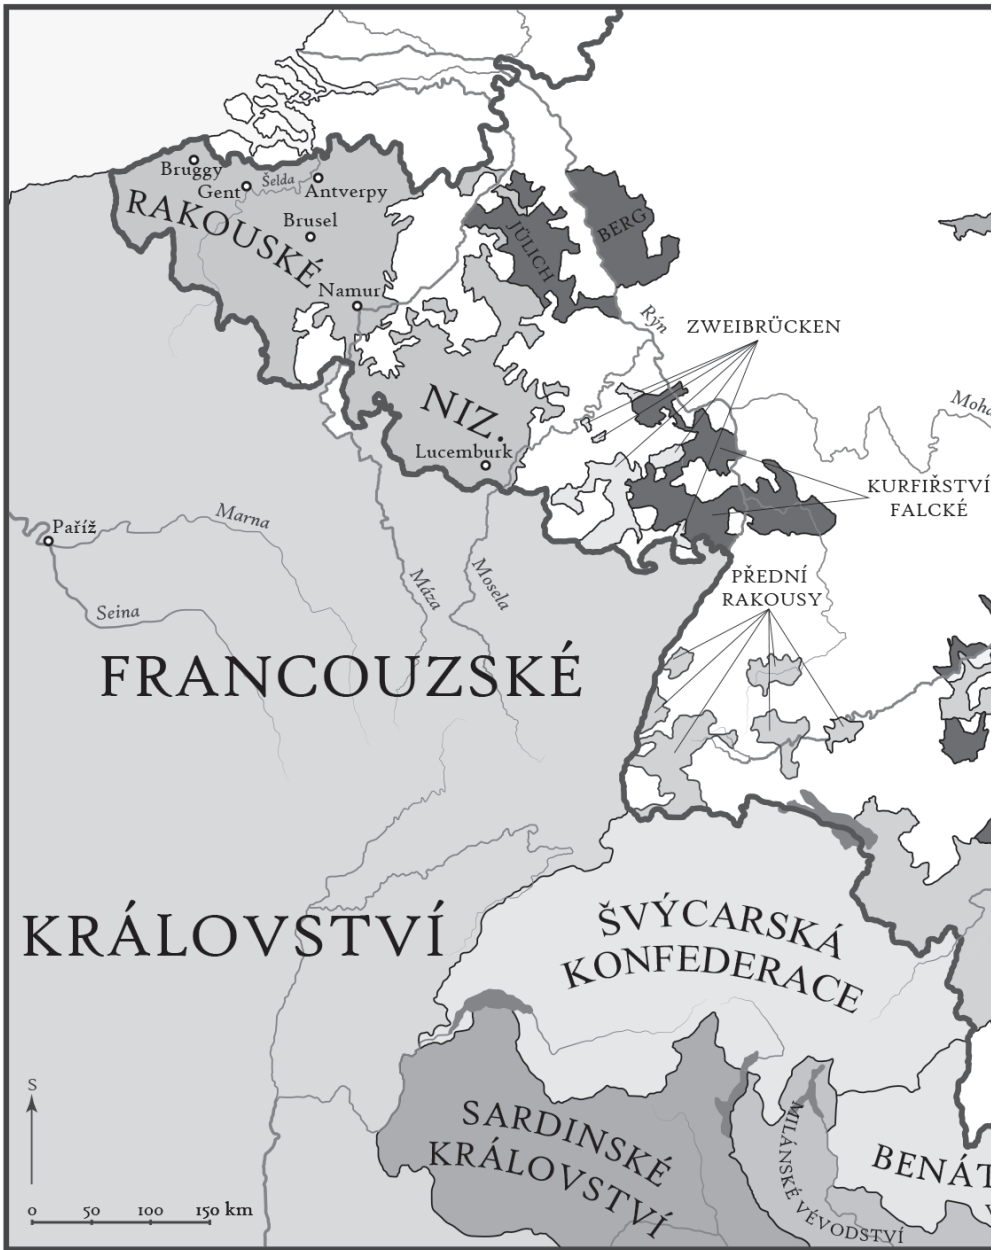 Bruggy
Gent
Šelda
Antverpy
RAKOUSKÉ
Brusel
Namur
JÜLICH
BERG
Rýn
ZWEIBRÜCKEN
NIZ.
Lucemburk
KURFIŘSTVÍ
FALCKÉ
Paříž
Marna
Seina
Máza
Mosela
PŘEDNÍ
RAKOUSY
FRANCOUZSKÉ
KRÁLOVSTVÍ
ŠVÝCARSKÁ
KONFEDERACE
SARDINSKÉ
KRÁLOVSTVÍ
MILÁNSKÉ VÉVODSTVÍ
BENÁT
S
0 50 100 150 km